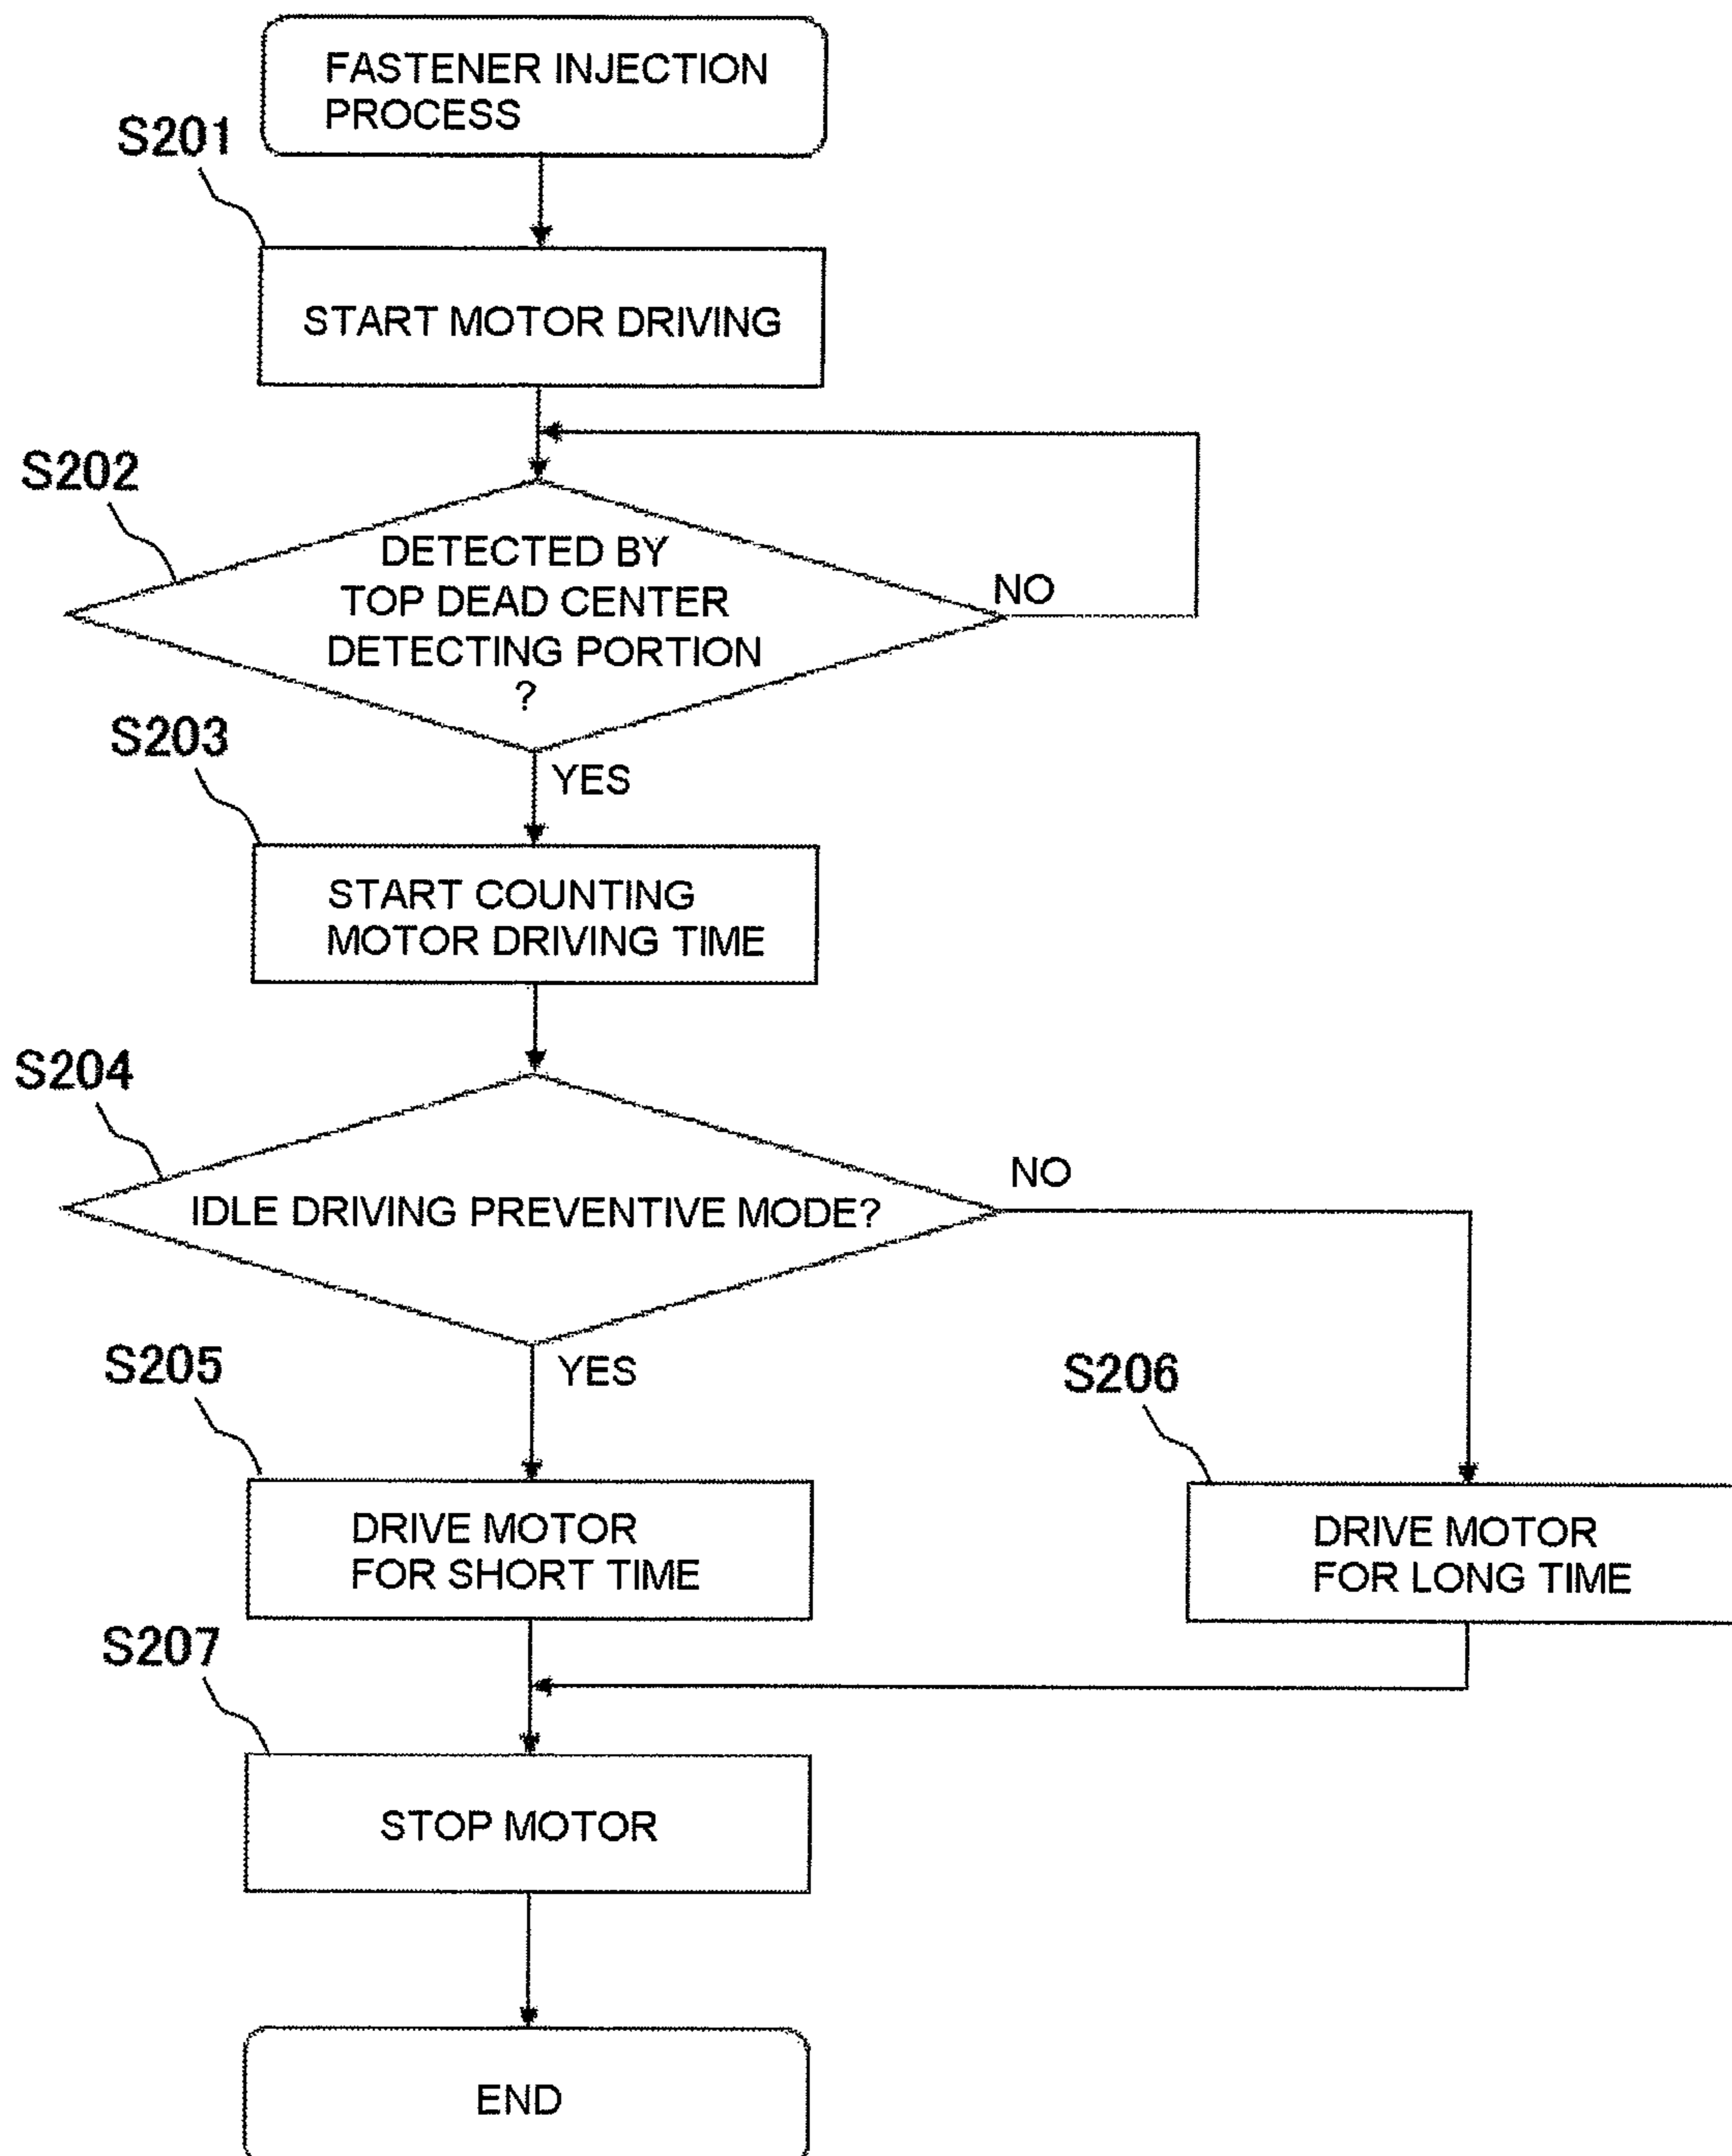 FASTENER INJECTION
PROCESS
S201
START MOTOR DRIVING
S202
DETECTED BY
TOP DEAD CENTER
DETECTING PORTION
?
NO
YES
S203
START COUNTING
MOTOR DRIVING TIME
S204
IDLE DRIVING PREVENTIVE MODE?
NO
YES
S205
DRIVE MOTOR
FOR SHORT TIME
S206
DRIVE MOTOR
FOR LONG TIME
S207
STOP MOTOR
END